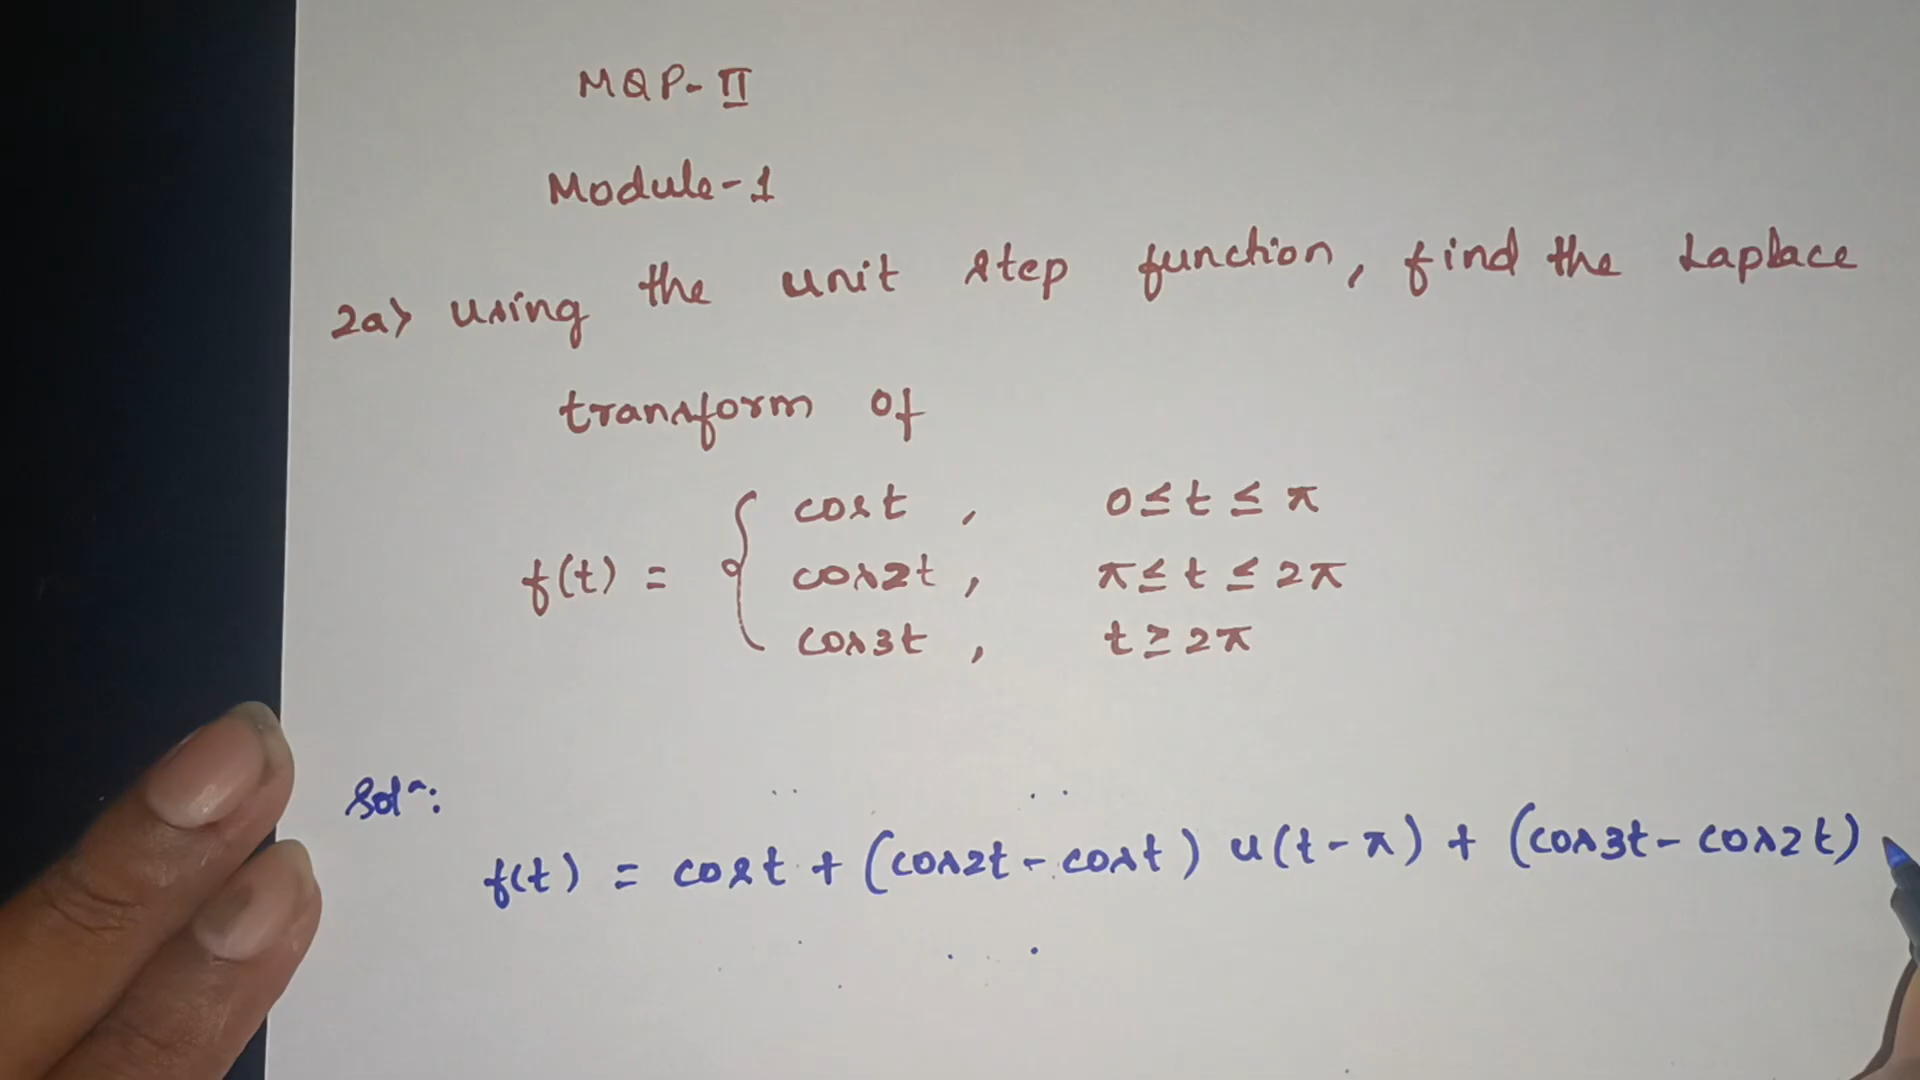 MQP-II
Module-1
2a> Using the unit step function, find the Laplace
transform of
f(t) = { cost , 0 ≤ t ≤ π
cos2t , π ≤ t ≤ 2π
cos3t , t ≥ 2π
Solⁿ:
f(t) = cost + (cos2t - cost) u(t-π) + (cos3t - cos2t)